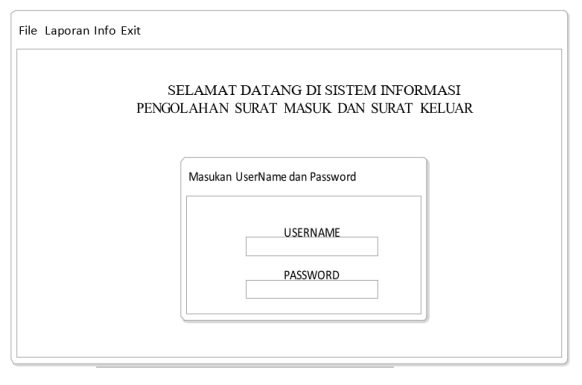 File Laporan Info Exit
SELAMAT DATANG DI SISTEM INFORMASI
PENGOLAHAN SURAT MASUK DAN SURAT KELUAR
Masukan UserName dan Password
USERNAME
PASSWORD